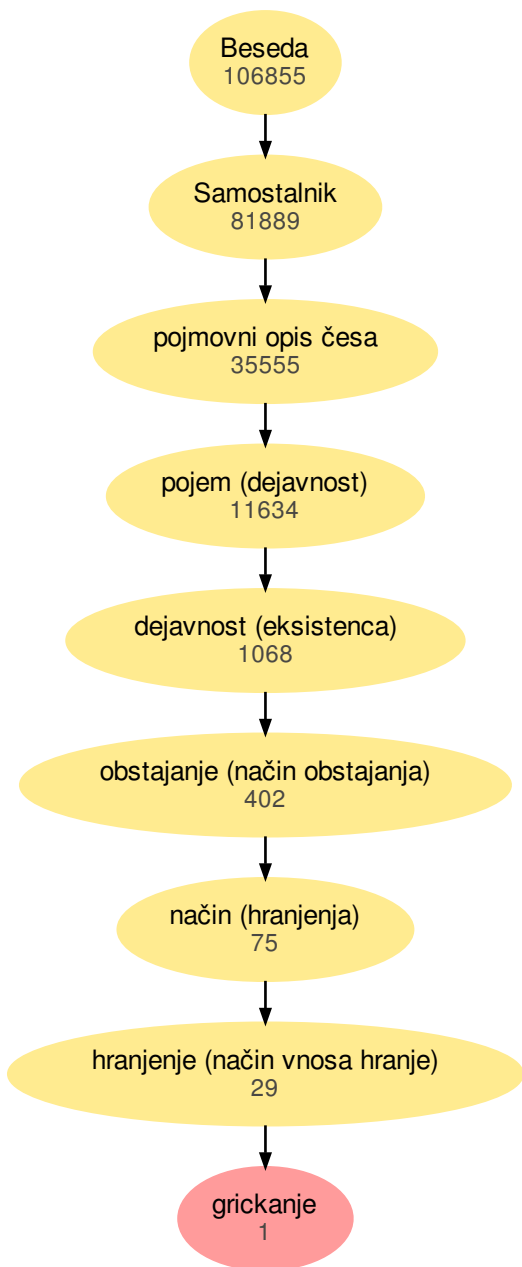 Beseda
106855
Samostalnik
81889
pojmovni opis česa
35555
pojem (dejavnost)
11634
dejavnost (eksistenca)
1068
obstajanje (način obstajanja)
402
način (hranjenja)
75
hranjenje (način vnosa hranje)
29
grickanje
1